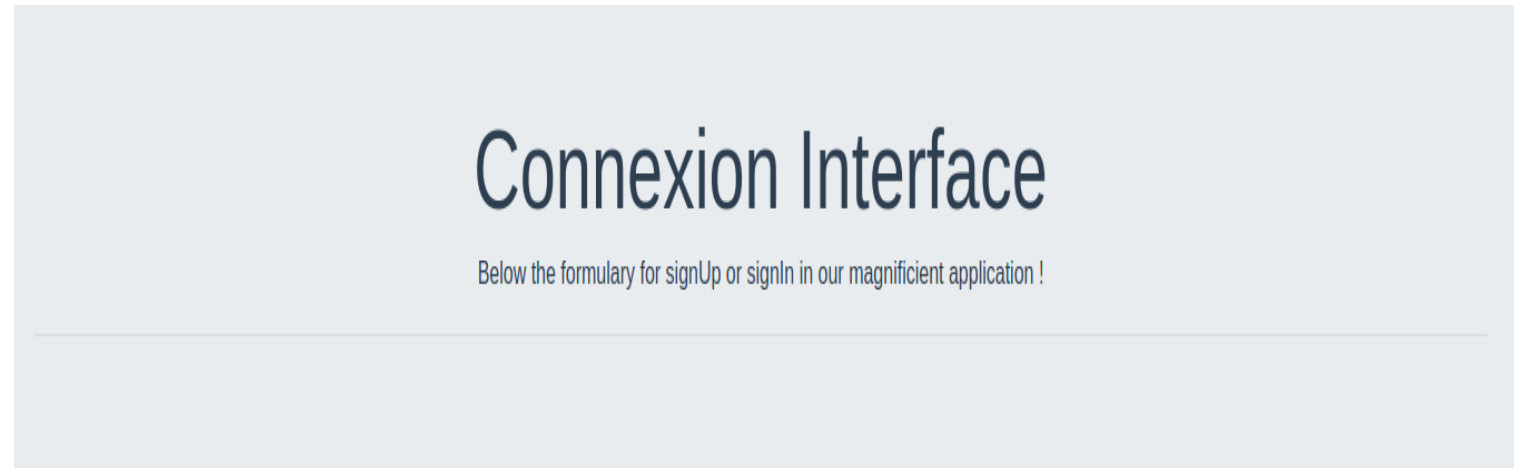 Connexion Interface
Below the formulary for signUp or signIn in our magnificient application !